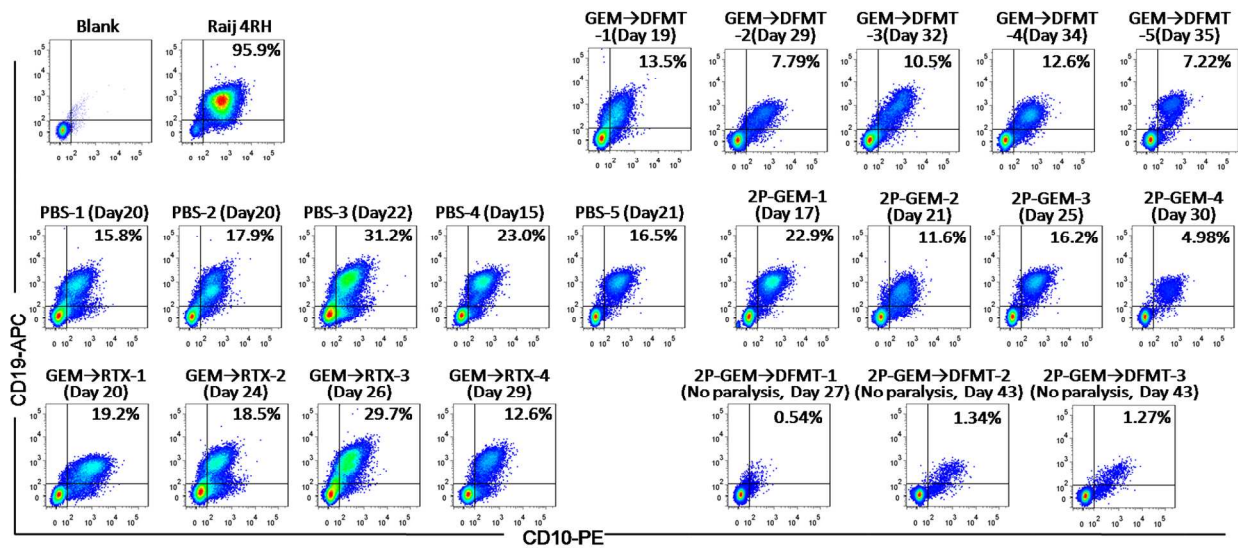 Blank
Raij 4RH
95.9%
GEM→DFMT
-1(Day 19)
13.5%
GEM→DFMT
-2(Day 29)
7.79%
GEM→DFMT
-3(Day 32)
10.5%
GEM→DFMT
-4(Day 34)
12.6%
GEM→DFMT
-5(Day 35)
7.22%
PBS-1 (Day20)
15.8%
PBS-2 (Day20)
17.9%
PBS-3 (Day22)
31.2%
PBS-4 (Day15)
23.0%
PBS-5 (Day21)
16.5%
2P-GEM-1
(Day 17)
22.9%
2P-GEM-2
(Day 21)
11.6%
2P-GEM-3
(Day 25)
16.2%
2P-GEM-4
(Day 30)
4.98%
GEM→RTX-1
(Day 20)
19.2%
GEM→RTX-2
(Day 24)
18.5%
GEM→RTX-3
(Day 26)
29.7%
GEM→RTX-4
(Day 29)
12.6%
2P-GEM→DFMT-1
(No paralysis, Day 27)
0.54%
2P-GEM→DFMT-2
(No paralysis, Day 43)
1.34%
2P-GEM→DFMT-3
(No paralysis, Day 43)
1.27%
CD19-APC
CD10-PE